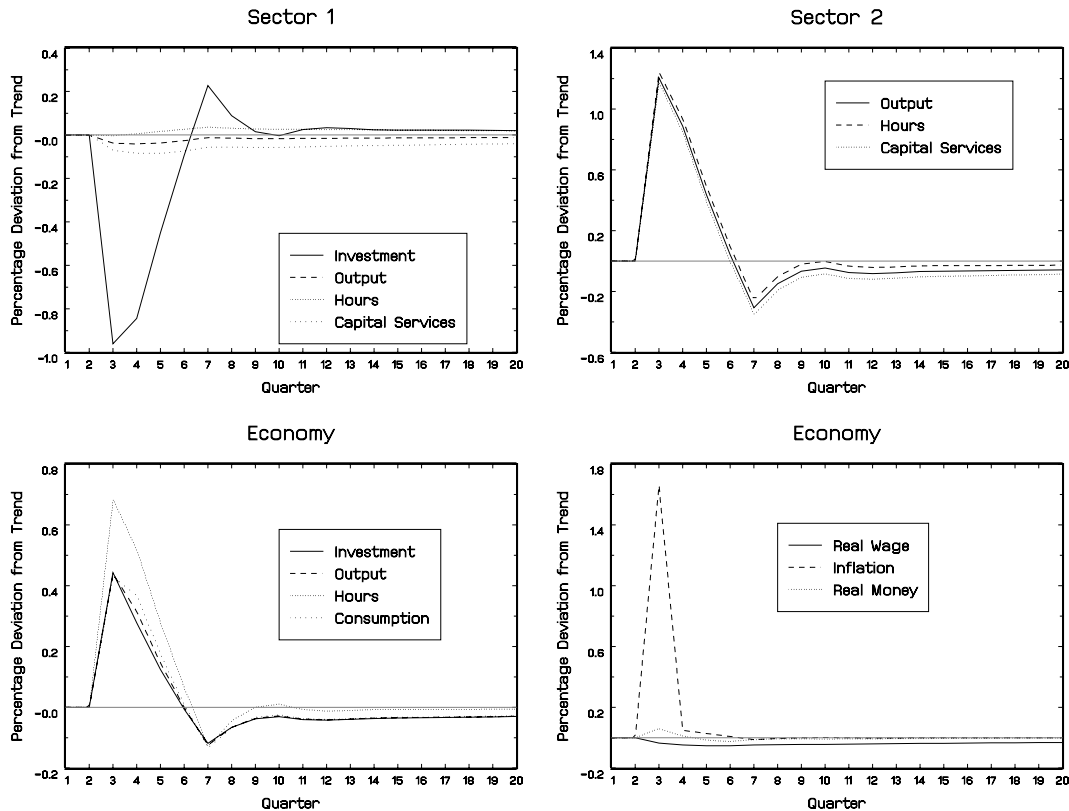 Sector 1
Percentage Deviation from Trend
0.4
0.2
-0.0
-0.2
-0.4
-0.6
-0.8
-1.0
Investment
Output
Hours
Capital Services
1 2 3 4 5 6 7 8 9 10 11 12 13 14 15 16 17 18 19 20
Quarter
Sector 2
Percentage Deviation from Trend
1.4
1.0
0.6
0.2
-0.2
-0.6
Output
Hours
Capital Services
1 2 3 4 5 6 7 8 9 10 11 12 13 14 15 16 17 18 19 20
Quarter
Economy
Percentage Deviation from Trend
0.8
0.6
0.4
0.2
-0.0
-0.2
Investment
Output
Hours
Consumption
1 2 3 4 5 6 7 8 9 10 11 12 13 14 15 16 17 18 19 20
Quarter
Economy
Percentage Deviation from Trend
1.8
1.4
1.0
0.6
0.2
-0.2
Real Wage
Inflation
Real Money
1 2 3 4 5 6 7 8 9 10 11 12 13 14 15 16 17 18 19 20
Quarter